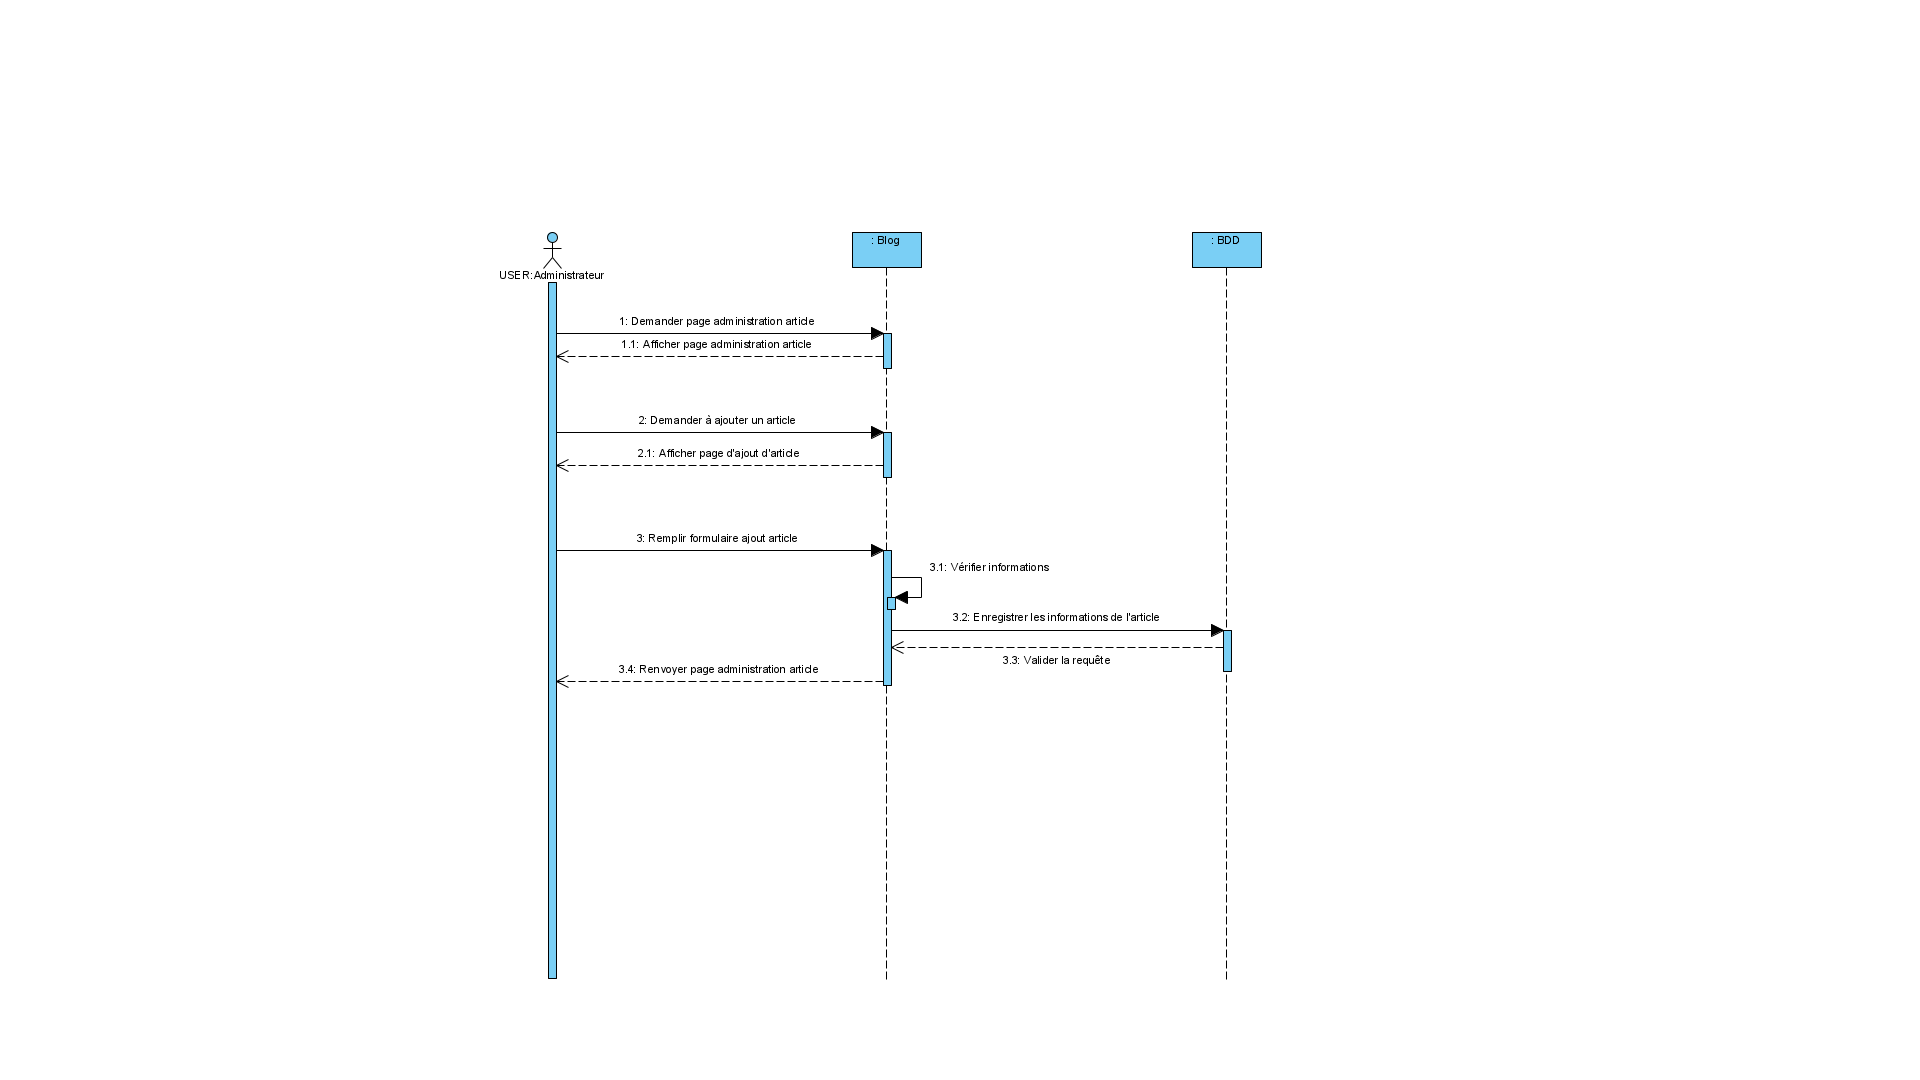 : Blog
: BDD
USER:Administrateur
1: Demander page administration article
1.1: Afficher page administration article
2: Demander à ajouter un article
2.1: Afficher page d'ajout d'article
3: Remplir formulaire ajout article
3.1: Vérifier informations
3.2: Enregistrer les informations de l'article
3.3: Valider la requête
3.4: Renvoyer page administration article